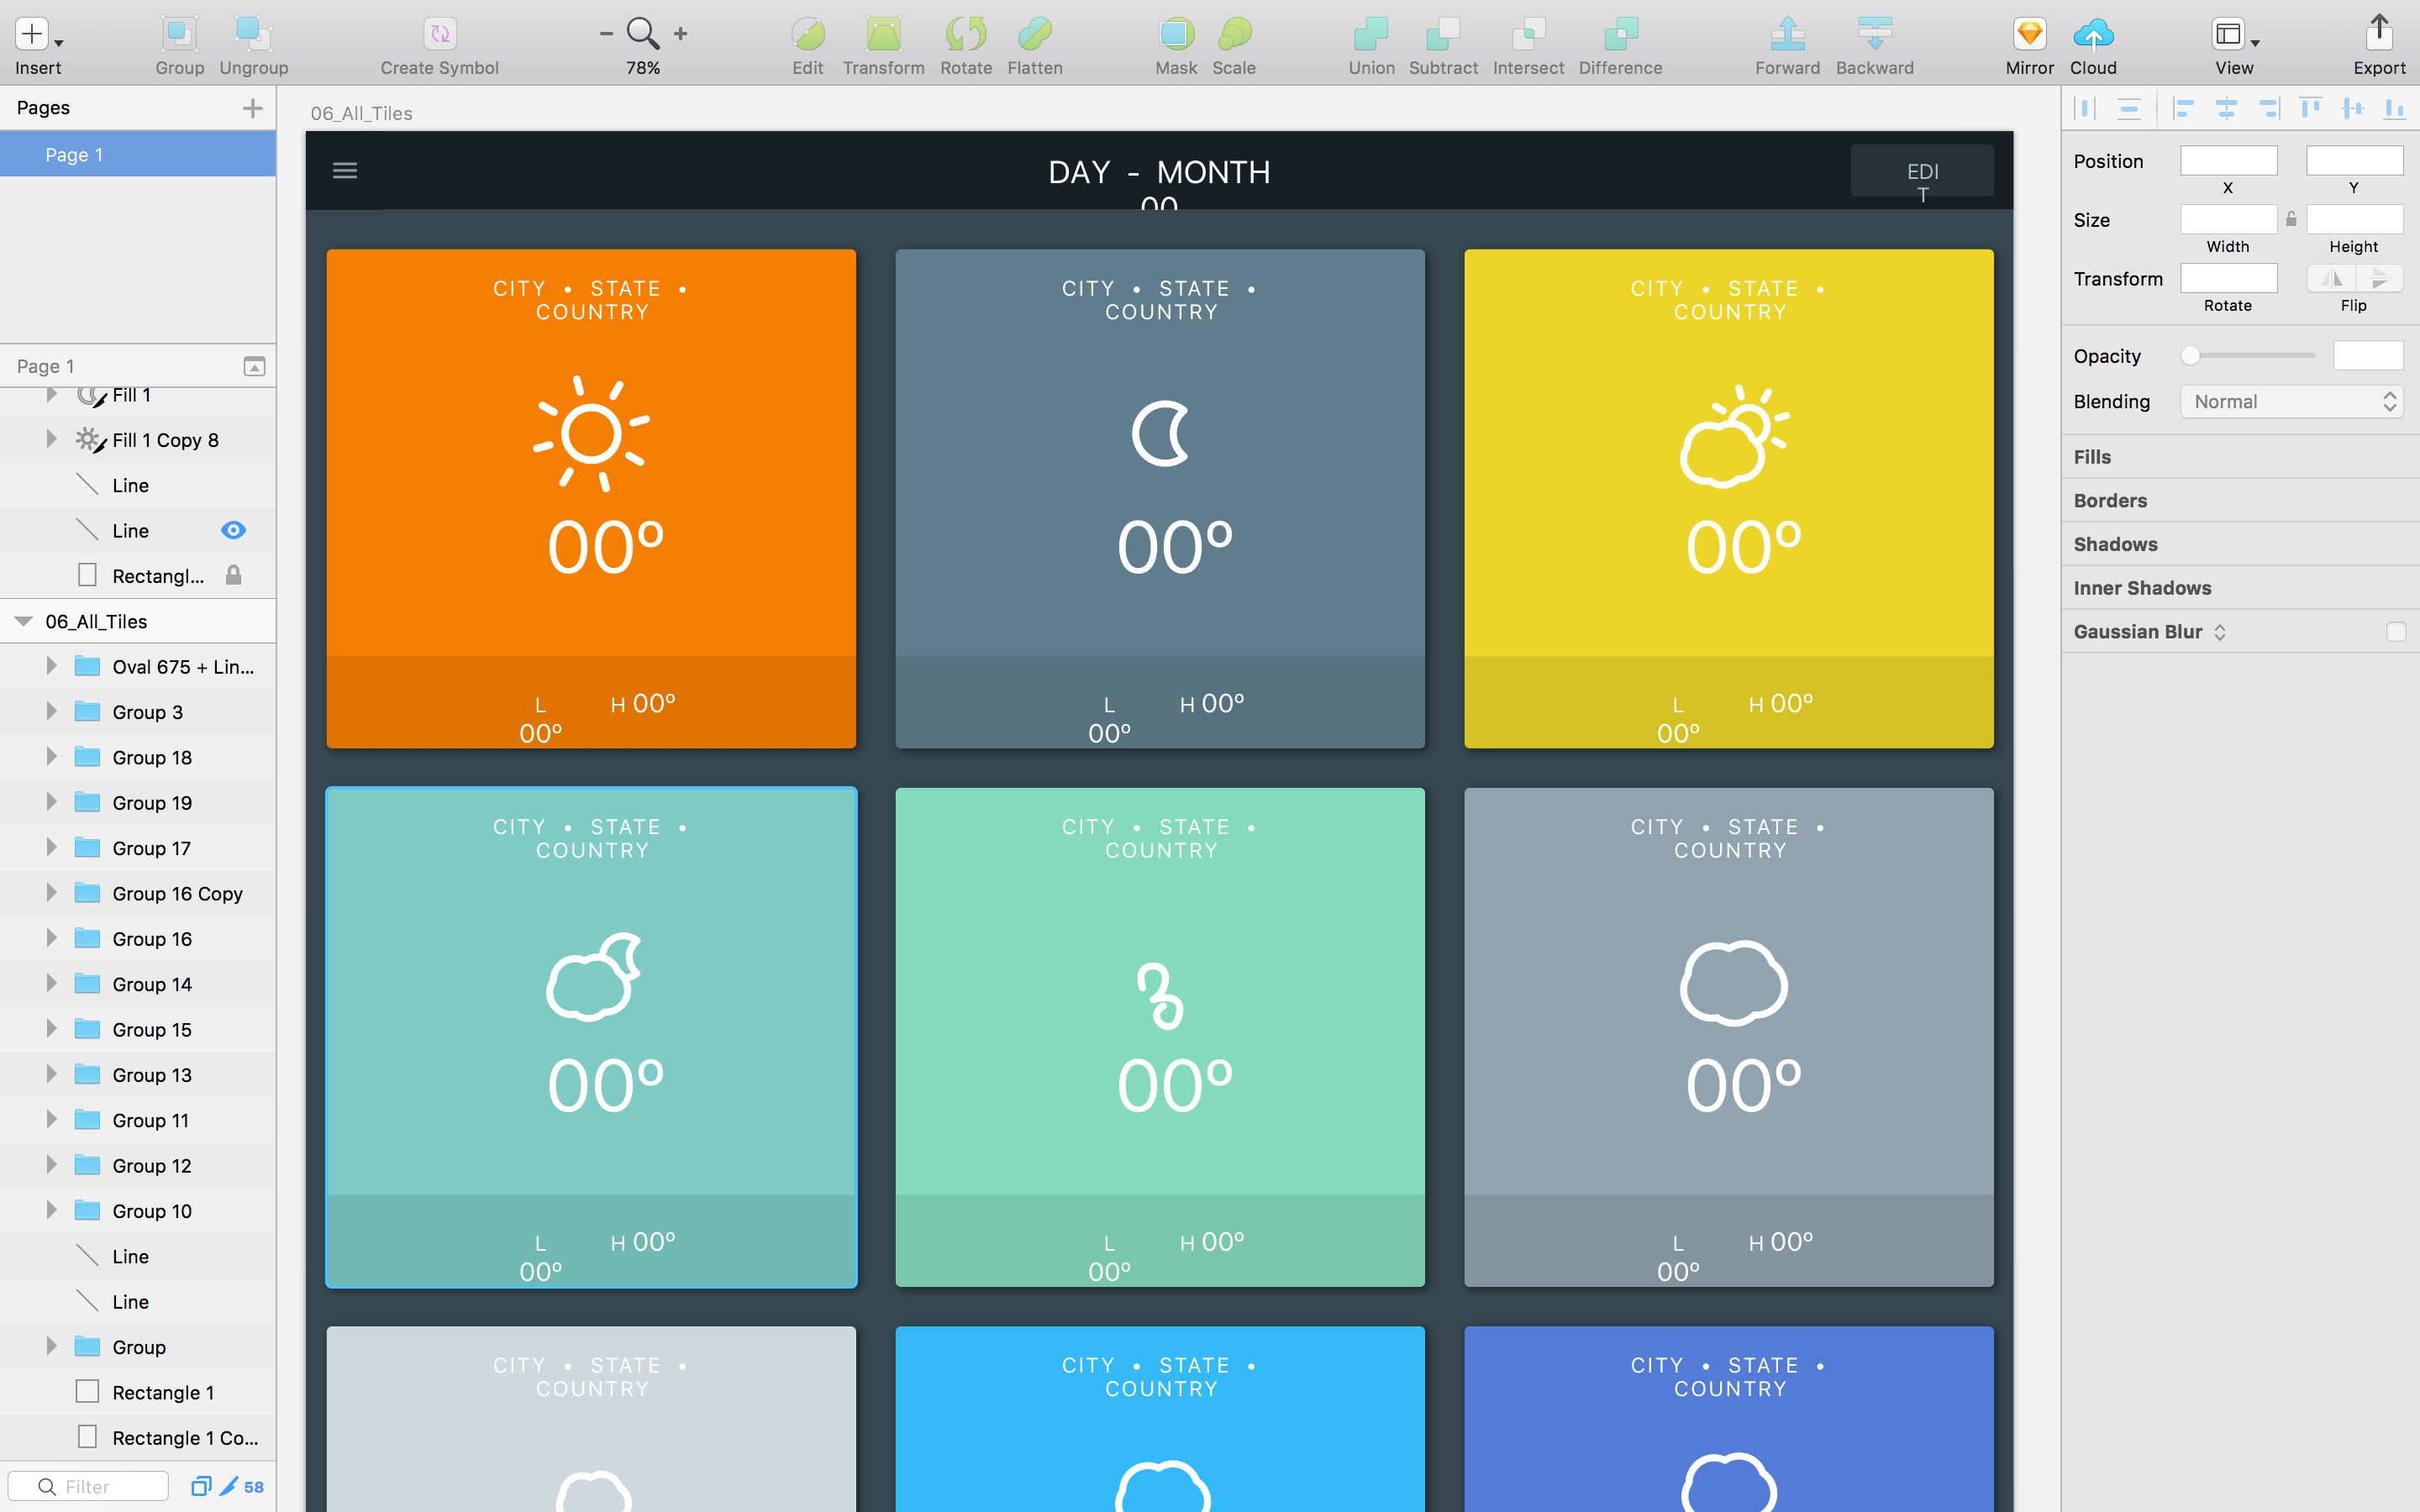 Insert
Group
Ungroup
Create Symbol
78%
Edit
Transform
Rotate
Flatten
Mask
Scale
Union
Subtract
Intersect
Difference
Forward
Backward
Mirror
Cloud
View
Export
Pages
Page 1
Page 1
Fill 1
Fill 1 Copy 8
Line
Line
Rectangl...
06_All_Tiles
Oval 675 + Lin...
Group 3
Group 18
Group 19
Group 17
Group 16 Copy
Group 16
Group 14
Group 15
Group 13
Group 11
Group 12
Group 10
Line
Line
Group
Rectangle 1
Rectangle 1 Co...
Filter
58
06_All_Tiles
DAY - MONTH
00
EDI
T
CITY • STATE •
COUNTRY
00º
L
00º
H 00º
CITY • STATE •
COUNTRY
00º
L
00º
H 00º
CITY • STATE •
COUNTRY
00º
L
00º
H 00º
CITY • STATE •
COUNTRY
00º
L
00º
H 00º
CITY • STATE •
COUNTRY
00º
L
00º
H 00º
CITY • STATE •
COUNTRY
00º
L
00º
H 00º
CITY • STATE •
COUNTRY
CITY • STATE •
COUNTRY
CITY • STATE •
COUNTRY
Position
X
Y
Size
Width
Height
Transform
Rotate
Flip
Opacity
Blending
Normal
Fills
Borders
Shadows
Inner Shadows
Gaussian Blur